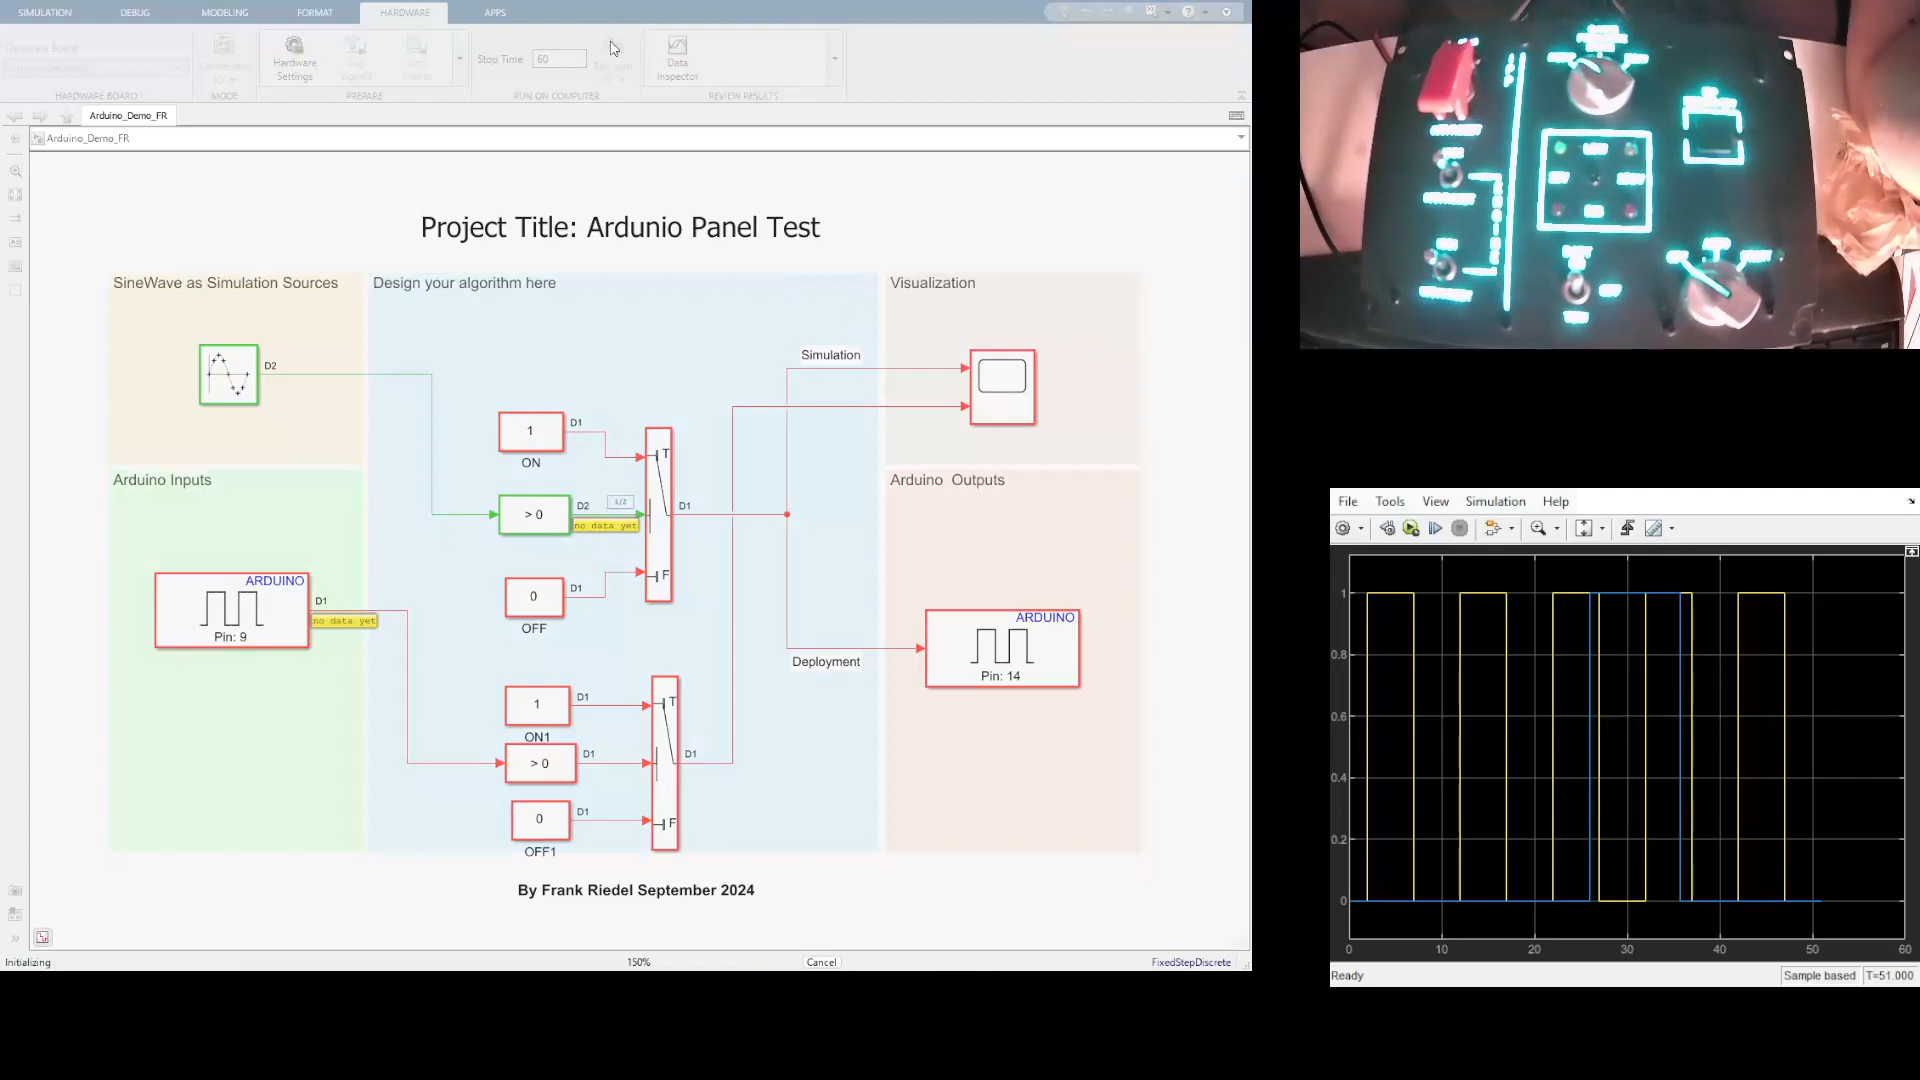 SIMULATION DEBUG MODELING FORMAT HARDWARE APPS
Hardware Board
Hardware Settings
Stop Time 60
Data Inspector
HARDWARE BOARD MODE PREPARE RUN ON COMPUTER REVIEW RESULTS
Arduino_Demo_FR
Arduino_Demo_FR
Project Title: Ardunio Panel Test
SineWave as Simulation Sources
Design your algorithm here
Visualization
D2
Simulation
1
D1
ON
T
> 0
D2
1/Z
no data yet
D1
0
D1
OFF
F
Arduino Inputs
ARDUINO
Pin: 9
D1
no data yet
Arduino Outputs
ARDUINO
Pin: 14
Deployment
1
D1
ON1
T
> 0
D1
D1
0
D1
OFF1
F
By Frank Riedel September 2024
Initializing 150% Cancel FixedStepDiscrete
File Tools View Simulation Help
1
0.8
0.6
0.4
0.2
0
0 10 20 30 40 50 60
Ready Sample based T=51.000